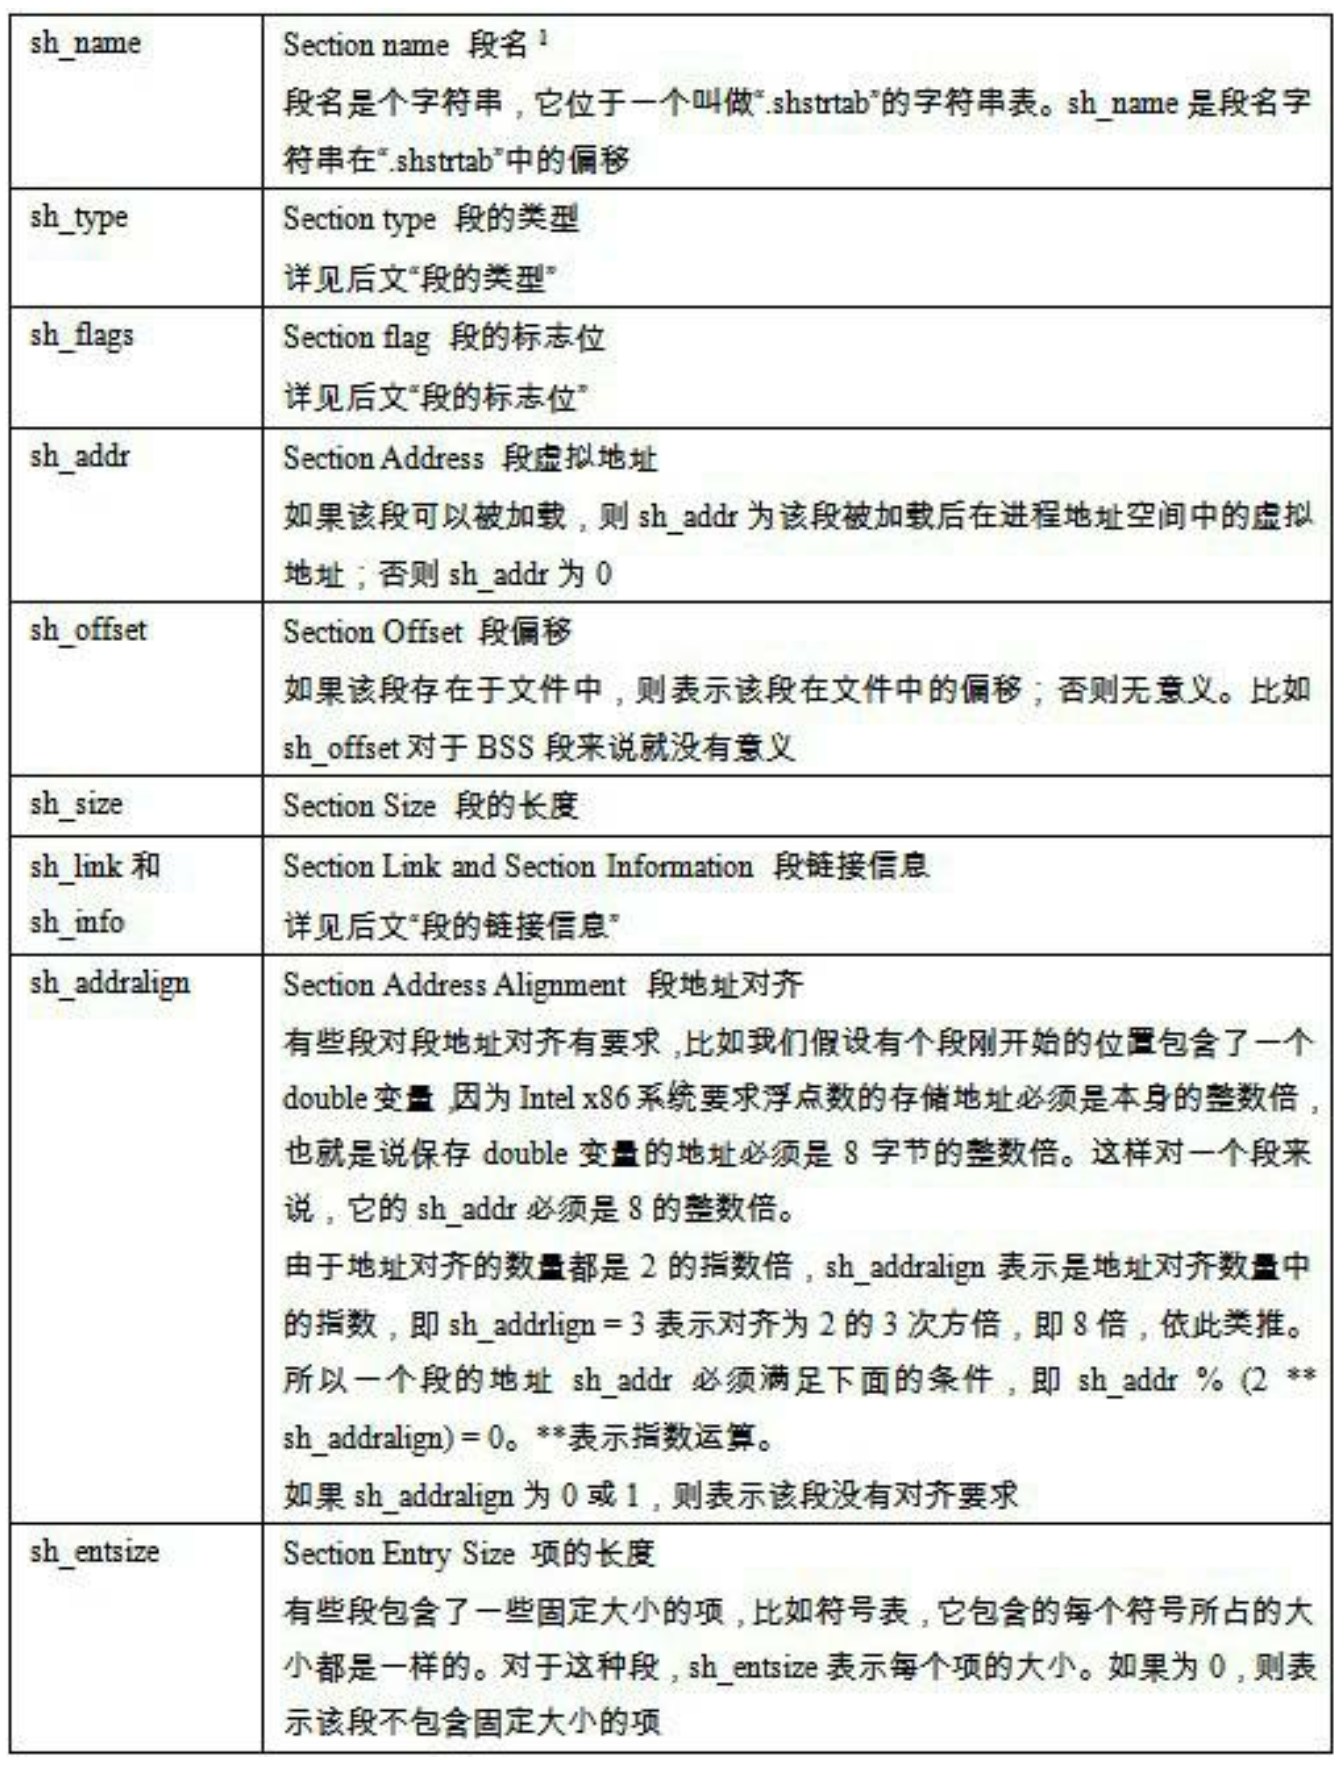 sh_name
Section name 段名 1
段名是个字符串，它位于一个叫做“.shstrtab”的字符串表。sh_name 是段名字
符串在“.shstrtab”中的偏移
sh_type
Section type 段的类型
详见后文“段的类型”
sh_flags
Section flag 段的标志位
详见后文“段的标志位”
sh_addr
Section Address 段虚拟地址
如果该段可以被加载，则 sh_addr 为该段被加载后在进程地址空间中的虚拟
地址；否则 sh_addr 为 0
sh_offset
Section Offset 段偏移
如果该段存在于文件中，则表示该段在文件中的偏移；否则无意义。比如
sh_offset 对于 BSS 段来说就没有意义
sh_size
Section Size 段的长度
sh_link 和
sh_info
Section Link and Section Information 段链接信息
详见后文“段的链接信息”
sh_addralign
Section Address Alignment 段地址对齐
有些段对段地址对齐有要求，比如我们假设有个段刚开始的位置包含了一个
double 变量，因为 Intel x86 系统要求浮点数的存储地址必须是本身的整数倍，
也就是说保存 double 变量的地址必须是 8 字节的整数倍。这样对一个段来
说，它的 sh_addr 必须是 8 的整数倍。
由于地址对齐的数量都是 2 的指数倍，sh_addralign 表示是地址对齐数量中
的指数，即 sh_addrlign = 3 表示对齐为 2 的 3 次方倍，即 8 倍，依此类推。
所以一个段的地址 sh_addr 必须满足下面的条件，即 sh_addr % (2 **
sh_addralign) = 0。**表示指数运算。
如果 sh_addralign 为 0 或 1，则表示该段没有对齐要求
sh_entsize
Section Entry Size 项的长度
有些段包含了一些固定大小的项，比如符号表，它包含的每个符号所占的大
小都是一样的。对于这种段，sh_entsize 表示每个项的大小。如果为 0，则表
示该段不包含固定大小的项